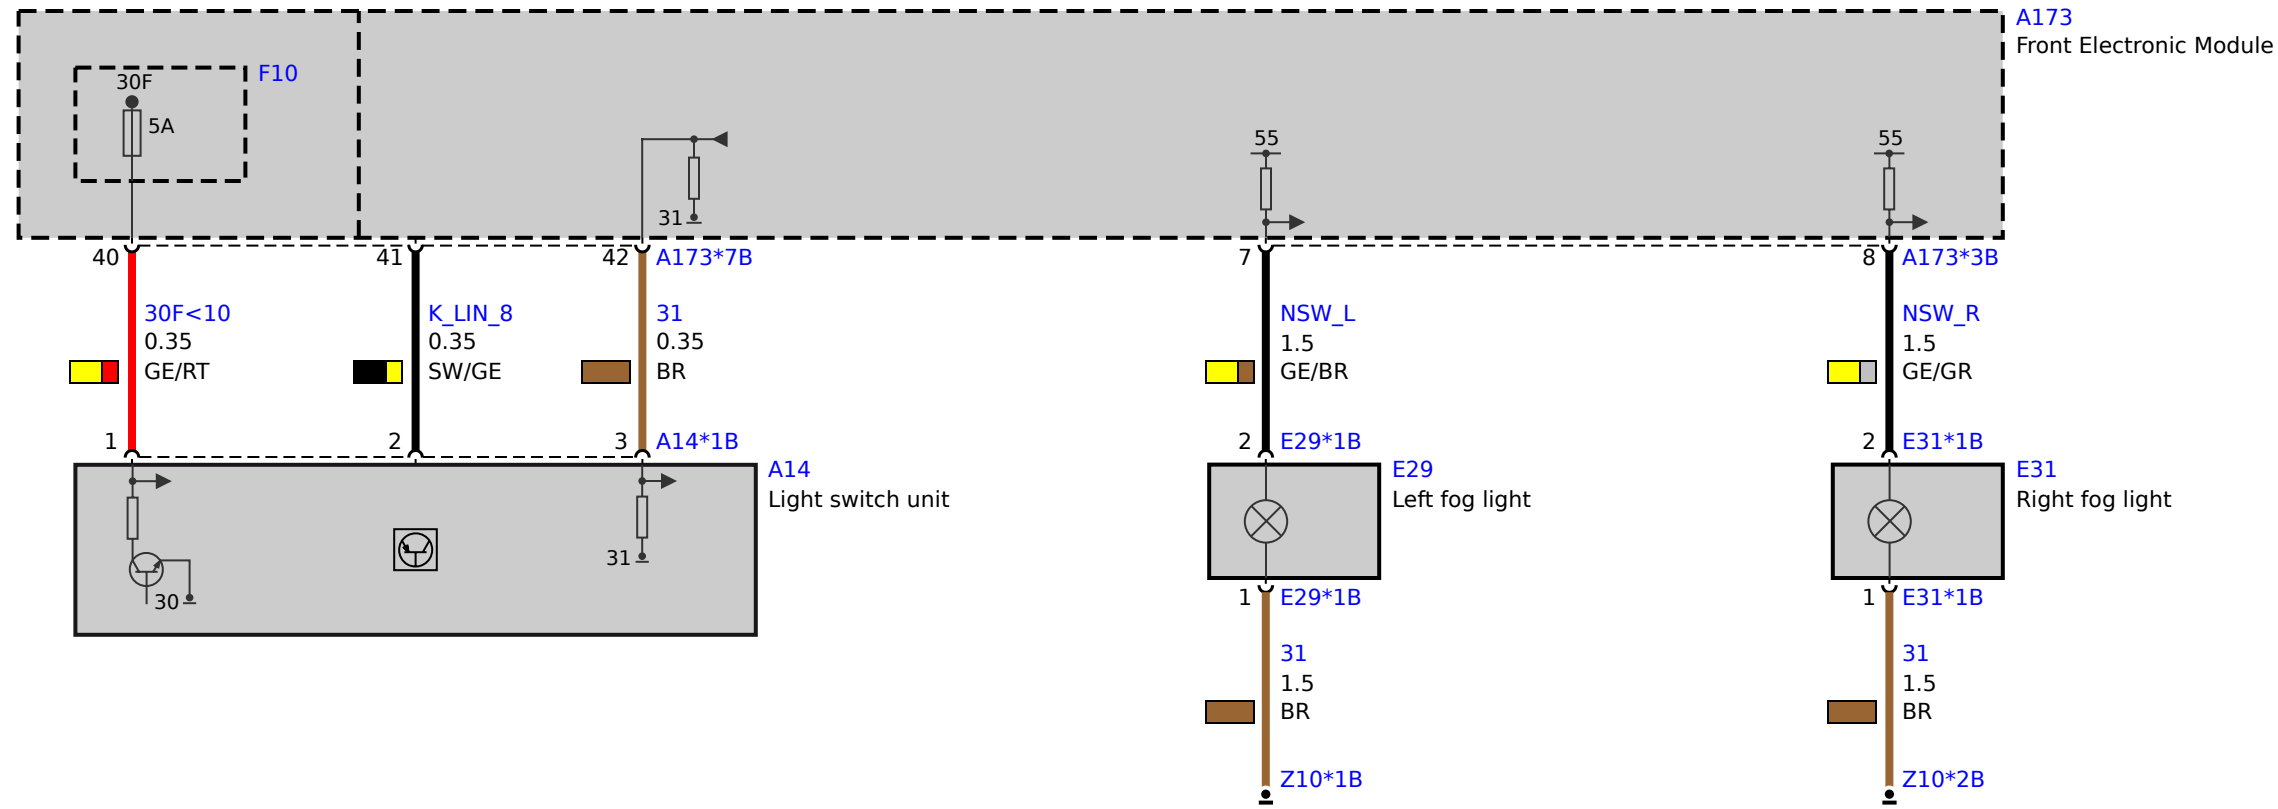 A173
Front Electronic Module
F10
30F
5A
31
55
55
40
41
42
A173*7B
7
8
A173*3B
30F<10
0.35
GE/RT
K_LIN_8
0.35
SW/GE
31
0.35
BR
NSW_L
1.5
GE/BR
NSW_R
1.5
GE/GR
1
2
3
A14*1B
2
E29*1B
2
E31*1B
A14
Light switch unit
30
31
E29
Left fog light
E31
Right fog light
1
E29*1B
1
E31*1B
31
1.5
BR
31
1.5
BR
Z10*1B
Z10*2B